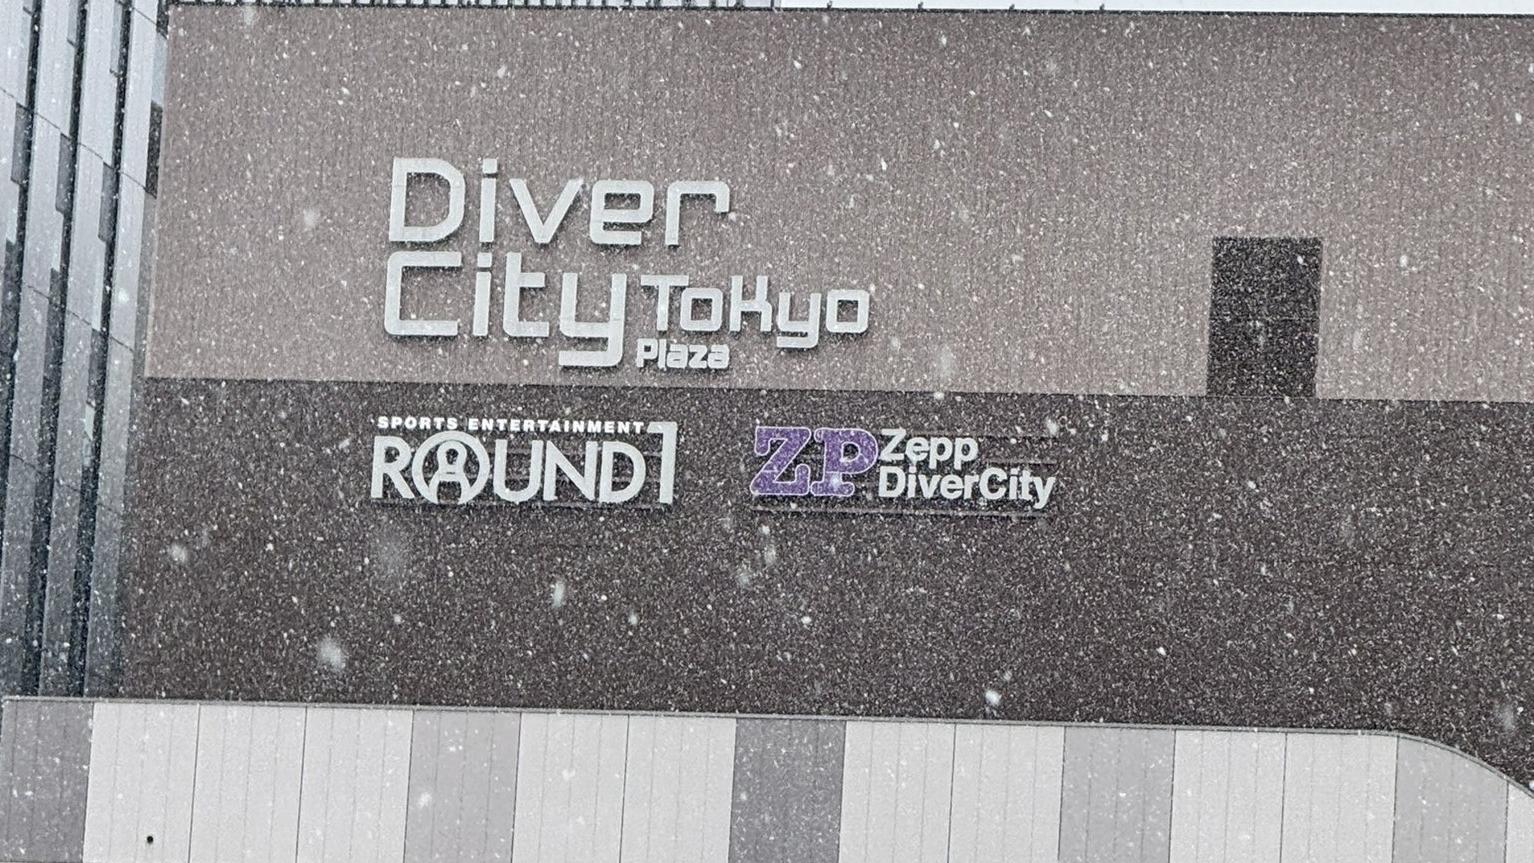 Diver
City Tokyo
Plaza
SPORTS ENTERTAINMENT
ROUND1
ZP Zepp
DiverCity